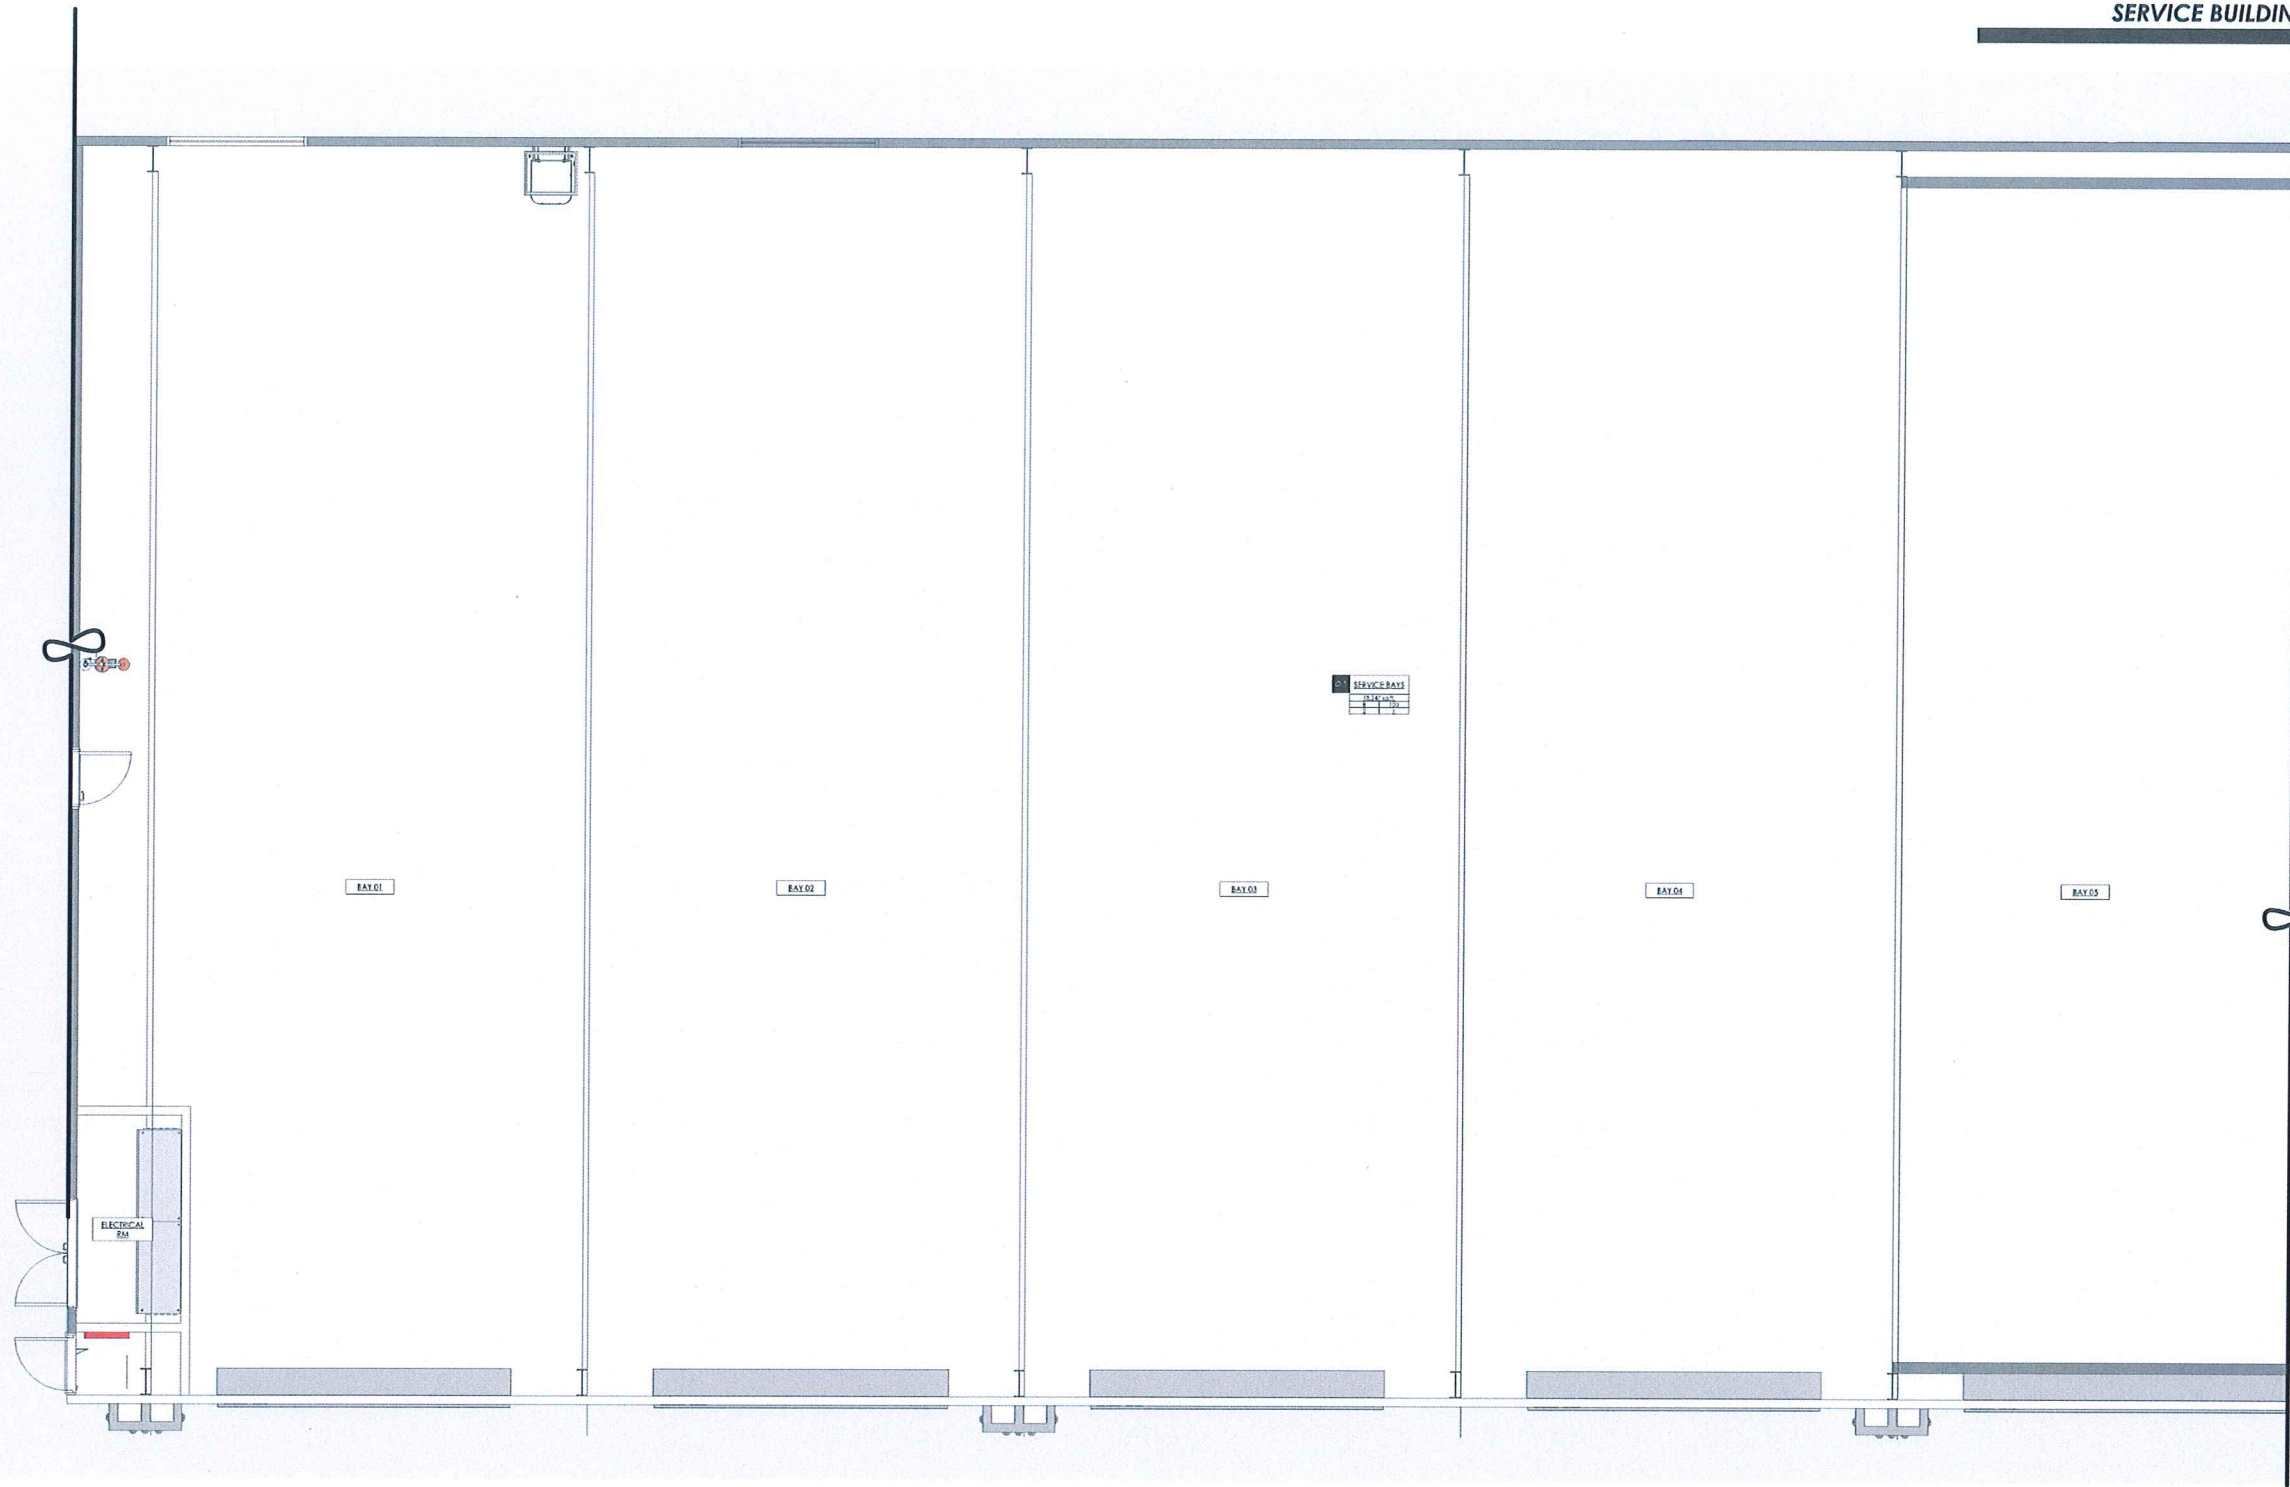 SERVICE BUILDIN
SERVICE BAYS
BAY 01
BAY 02
BAY 03
BAY 04
BAY 05
ELECTRICAL
RM